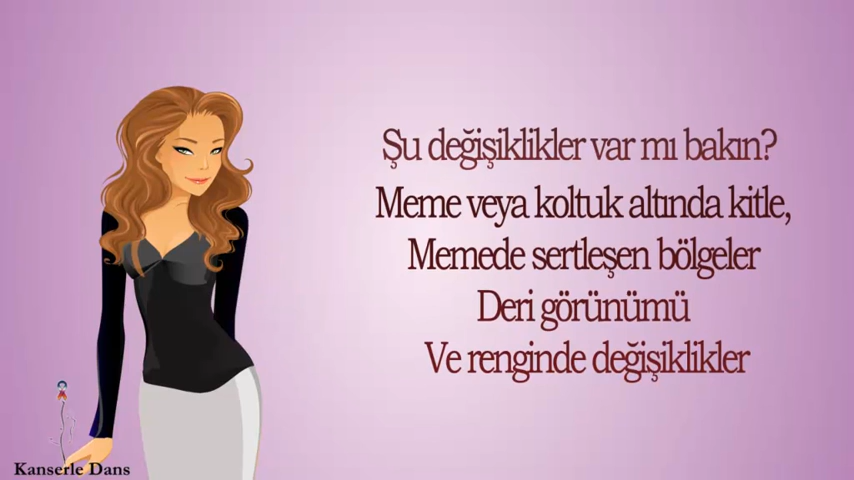 Şu değişiklikler var mı bakın?
Meme veya koltuk altında kitle,
Memede sertleşen bölgeler
Deri görünümü
Ve renginde değişiklikler
Kanserle Dans